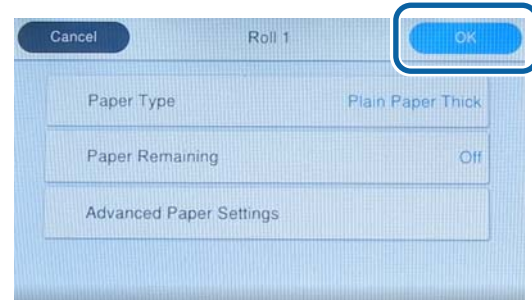 Cancel Roll 1 OK
Paper Type Plain Paper Thick
Paper Remaining Off
Advanced Paper Settings